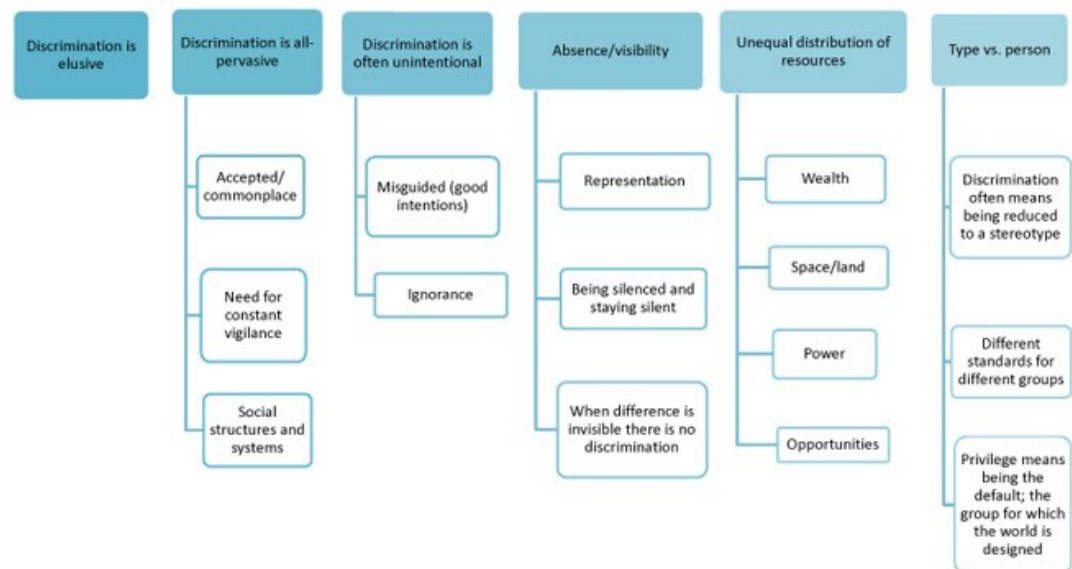 Discrimination is
elusive
Discrimination is all-
pervasive
Accepted/
commonplace
Need for
constant
vigilance
Social
structures and
systems
Discrimination is
often unintentional
Misguided (good
intentions)
Ignorance
Absence/visibility
Representation
Being silenced and
staying silent
When difference is
invisible there is no
discrimination
Unequal distribution of
resources
Wealth
Space/land
Power
Opportunities
Type vs. person
Discrimination
often means
being reduced
to a stereotype
Different
standards for
different groups
Privilege means
being the
default; the
group for which
the world is
designed